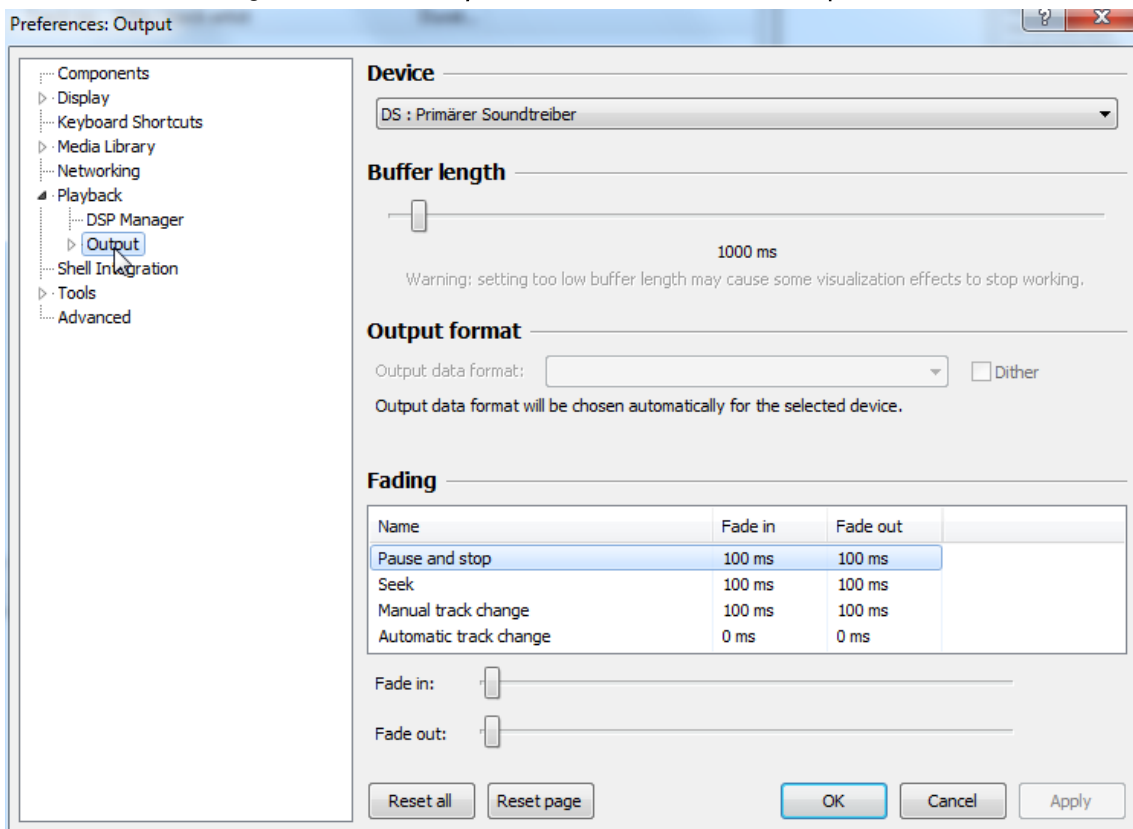 Preferences: Output
Components
Display
Keyboard Shortcuts
Media Library
Networking
Playback
DSP Manager
Output
Shell Integration
Tools
Advanced
Device
DS : Primärer Soundtreiber
Buffer length
1000 ms
Warning: setting too low buffer length may cause some visualization effects to stop working.
Output format
Output data format:
Dither
Output data format will be chosen automatically for the selected device.
Fading
Name Fade in Fade out
Pause and stop 100 ms 100 ms
Seek 100 ms 100 ms
Manual track change 100 ms 100 ms
Automatic track change 0 ms 0 ms
Fade in:
Fade out:
Reset all Reset page OK Cancel Apply